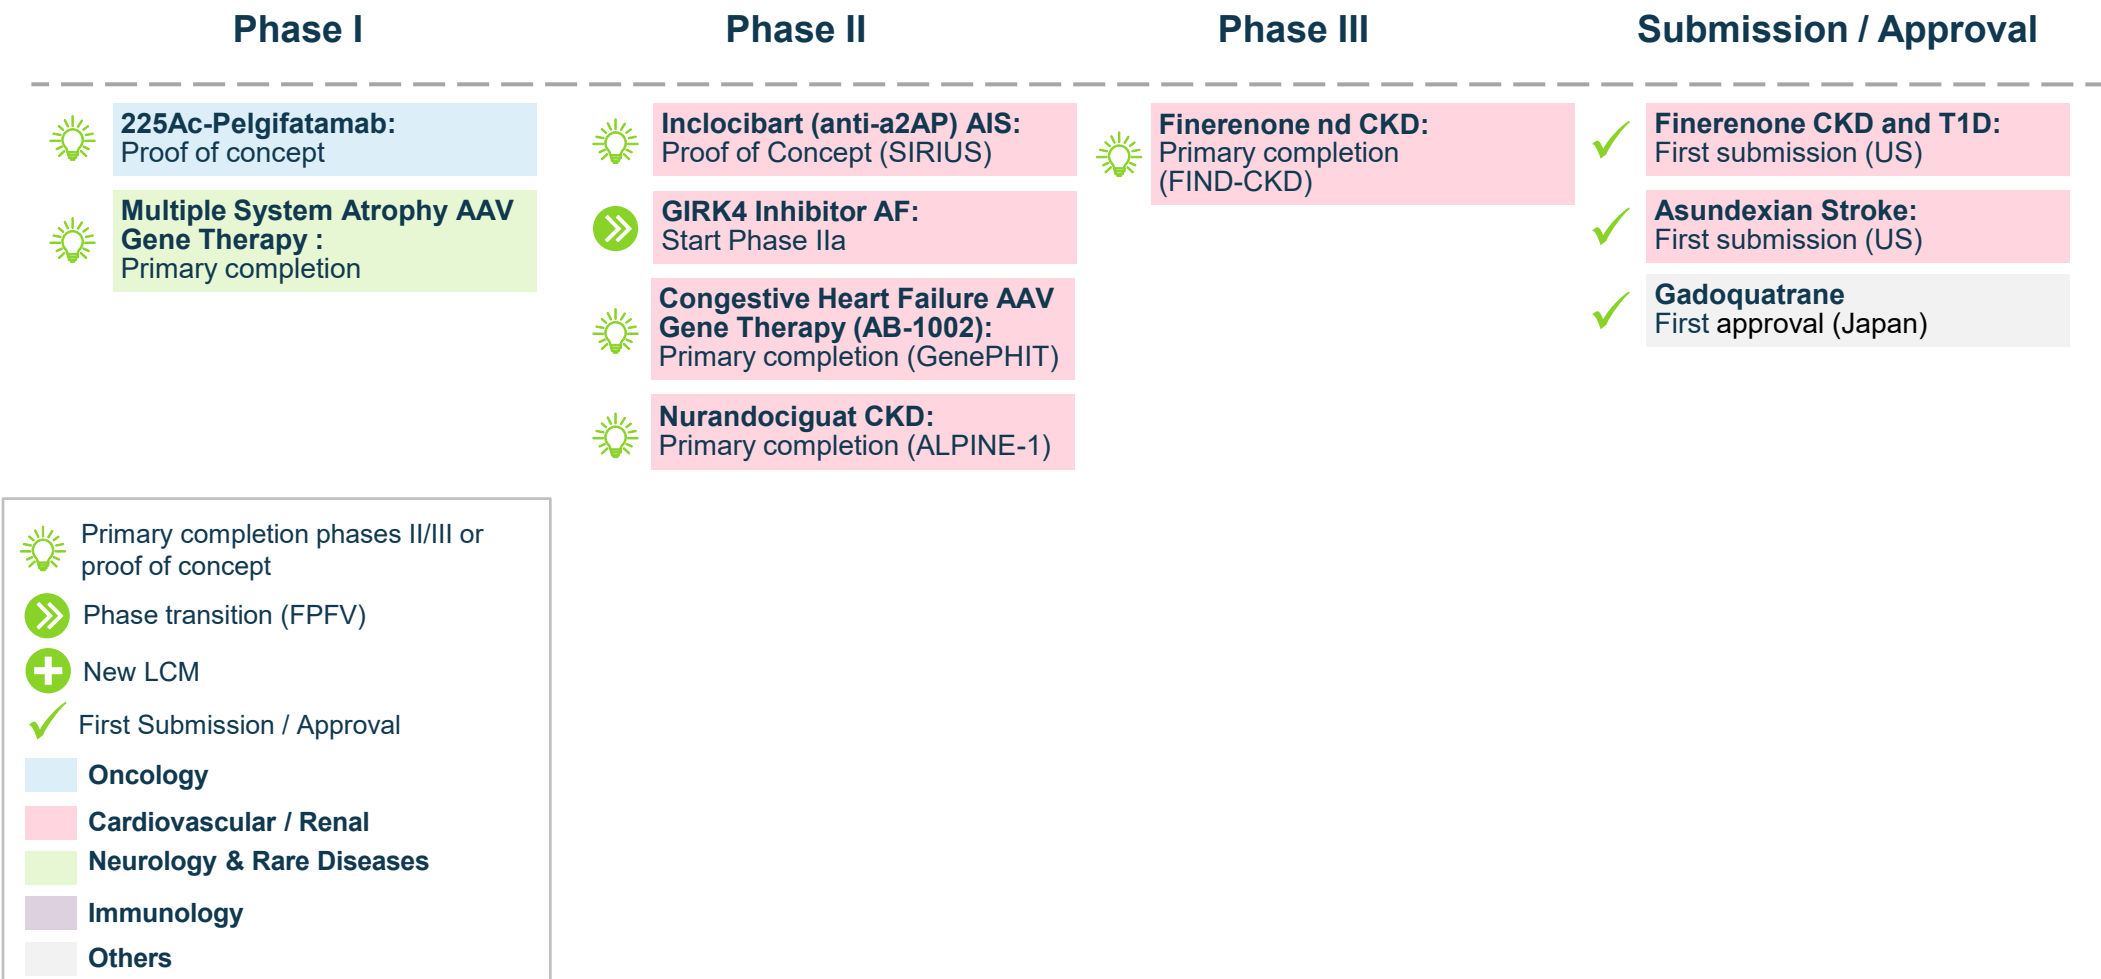 Phase I
Phase II
Phase III
Submission / Approval
225Ac-Pelgifatamab:
Proof of concept
Multiple System Atrophy AAV
Gene Therapy :
Primary completion
Inclocibart (anti-a2AP) AIS:
Proof of Concept (SIRIUS)
GIRK4 Inhibitor AF:
Start Phase IIa
Congestive Heart Failure AAV
Gene Therapy (AB-1002):
Primary completion (GenePHIT)
Nurandociguat CKD:
Primary completion (ALPINE-1)
Finerenone nd CKD:
Primary completion
(FIND-CKD)
Finerenone CKD and T1D:
First submission (US)
Asundexian Stroke:
First submission (US)
Gadoquatrane
First approval (Japan)
Primary completion phases II/III or
proof of concept
Phase transition (FPFV)
New LCM
First Submission / Approval
Oncology
Cardiovascular / Renal
Neurology & Rare Diseases
Immunology
Others